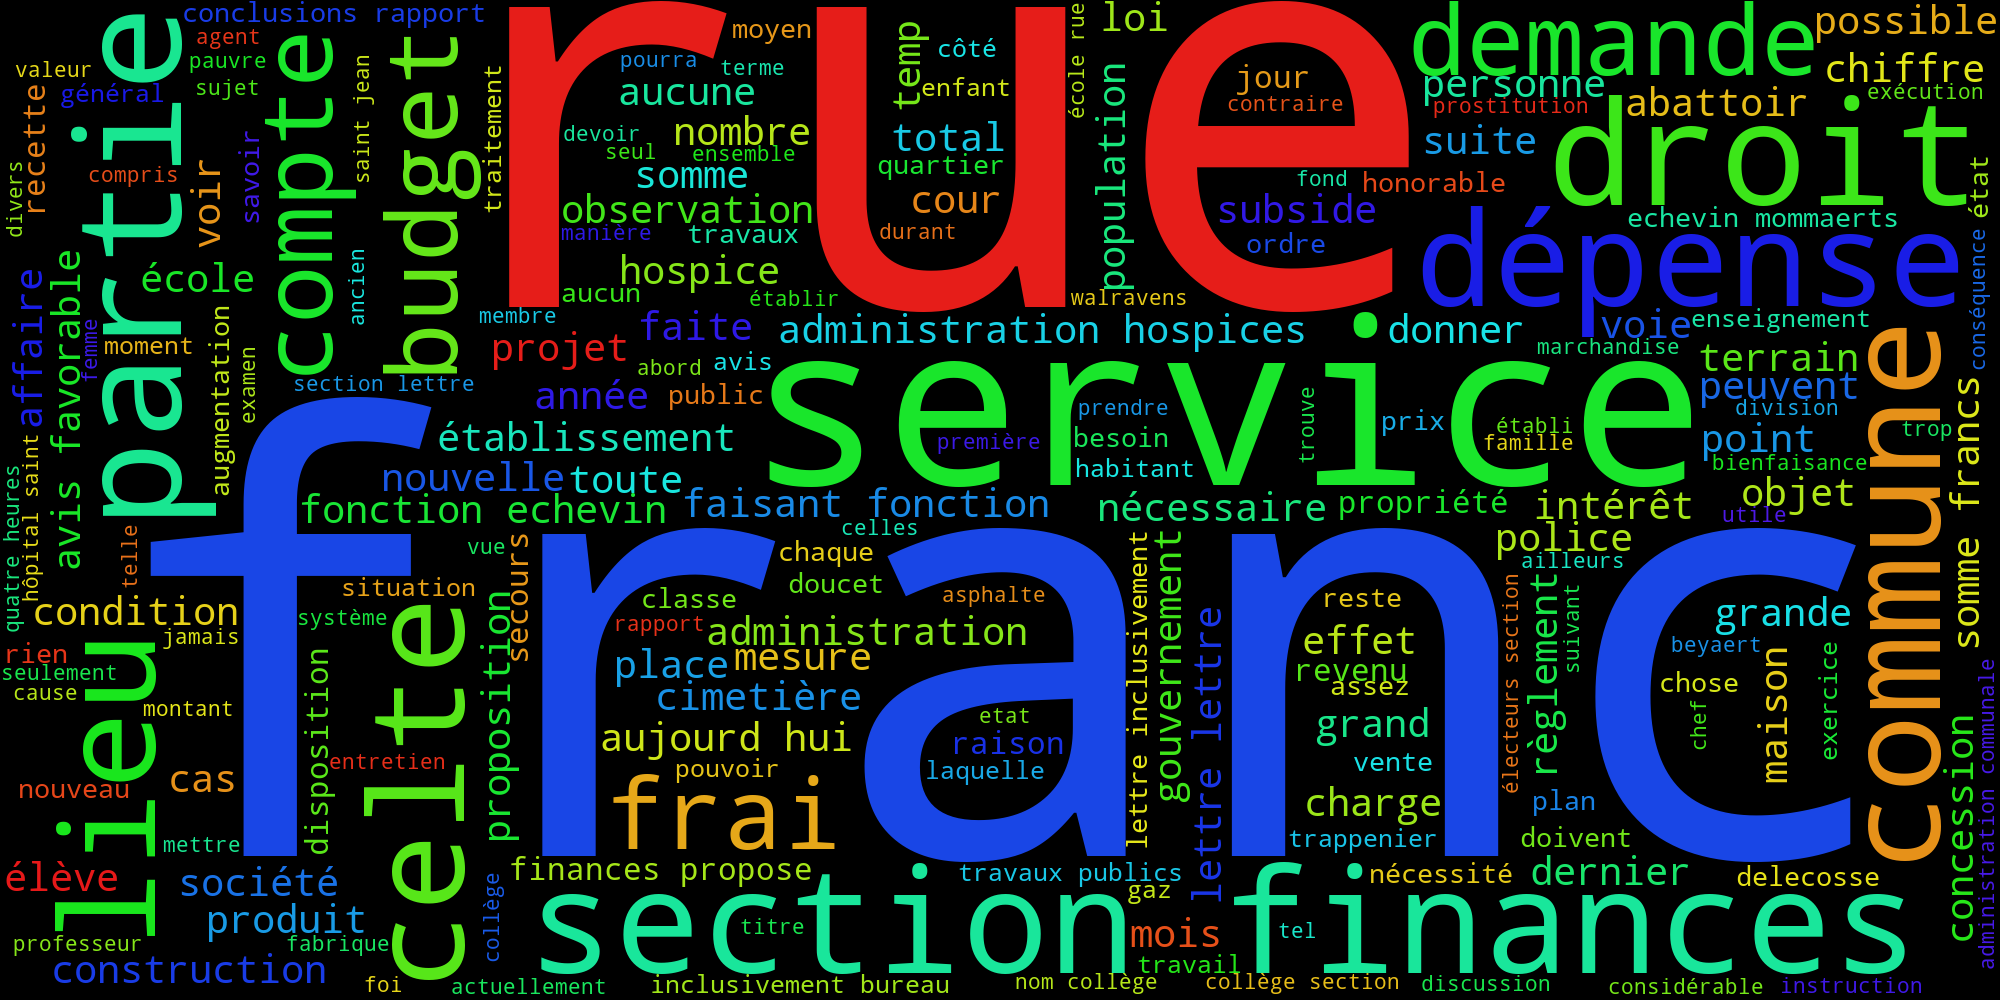 conclusions rapport
agent
pauvre
sujet
valeur
général
recette
divers
compris
partie
voir
savoir
compte
saint jean
ancien
budget
traitement
rue
moyen
pourra
terme
aucune
nombre
devoir
seul
ensemble
somme
observation
manière
travaux
hospice
aucun
établir
membre
temp
côté
enfant
total
quartier
cour
durant
école rue
loi
population
walravens
jour
contraire
fond
honorable
subside
ordre
demande
possible
personne
chiffre
prostitution
abattoir
exécution
suite
droit
état
echevin mommaerts
dépense
conséquence
école
affaire
avis favorable
femme
moment
augmentation
examen
section lettre
projet
faite
administration hospices
donner
voie
enseignement
abord
avis
marchandise
terrain
année
public
service
peuvent
prendre
prix
établi
division
commune
établissement
première
besoin
trouve
famille
point
trop
habitant
bienfaisance
nouvelle
toute
fonction echevin
faisant fonction
nécessaire
propriété
intérêt
objet
utile
somme francs
quatre heures
hôpital saint
telle
franc
vue
secours
celles
chaque
doucet
police
ailleurs
situation
condition
système
classe
asphalte
reste
rapport
administration
effet
grande
jamais
rien
seulement
cause
lieu
montant
celte
proposition
place
mesure
revenu
assez
beyaert
cimetière
lettre inclusivement
gouvernement
lettre lettre
électeurs section
règlement
suivant
chose
chef
maison
exercice
disposition
etat
grand
aujourd hui
raison
entretien
pouvoir
laquelle
vente
nouveau
cas
frai
charge
plan
concession
administration communale
mettre
trappenier
doivent
élève
société
finances propose
travaux publics
nécessité
dernier
delecosse
gaz
produit
collège
section finances
titre
mois
tel
professeur
fabrique
travail
construction
foi
actuellement
inclusivement bureau
nom collège
collège section
discussion
considérable
instruction